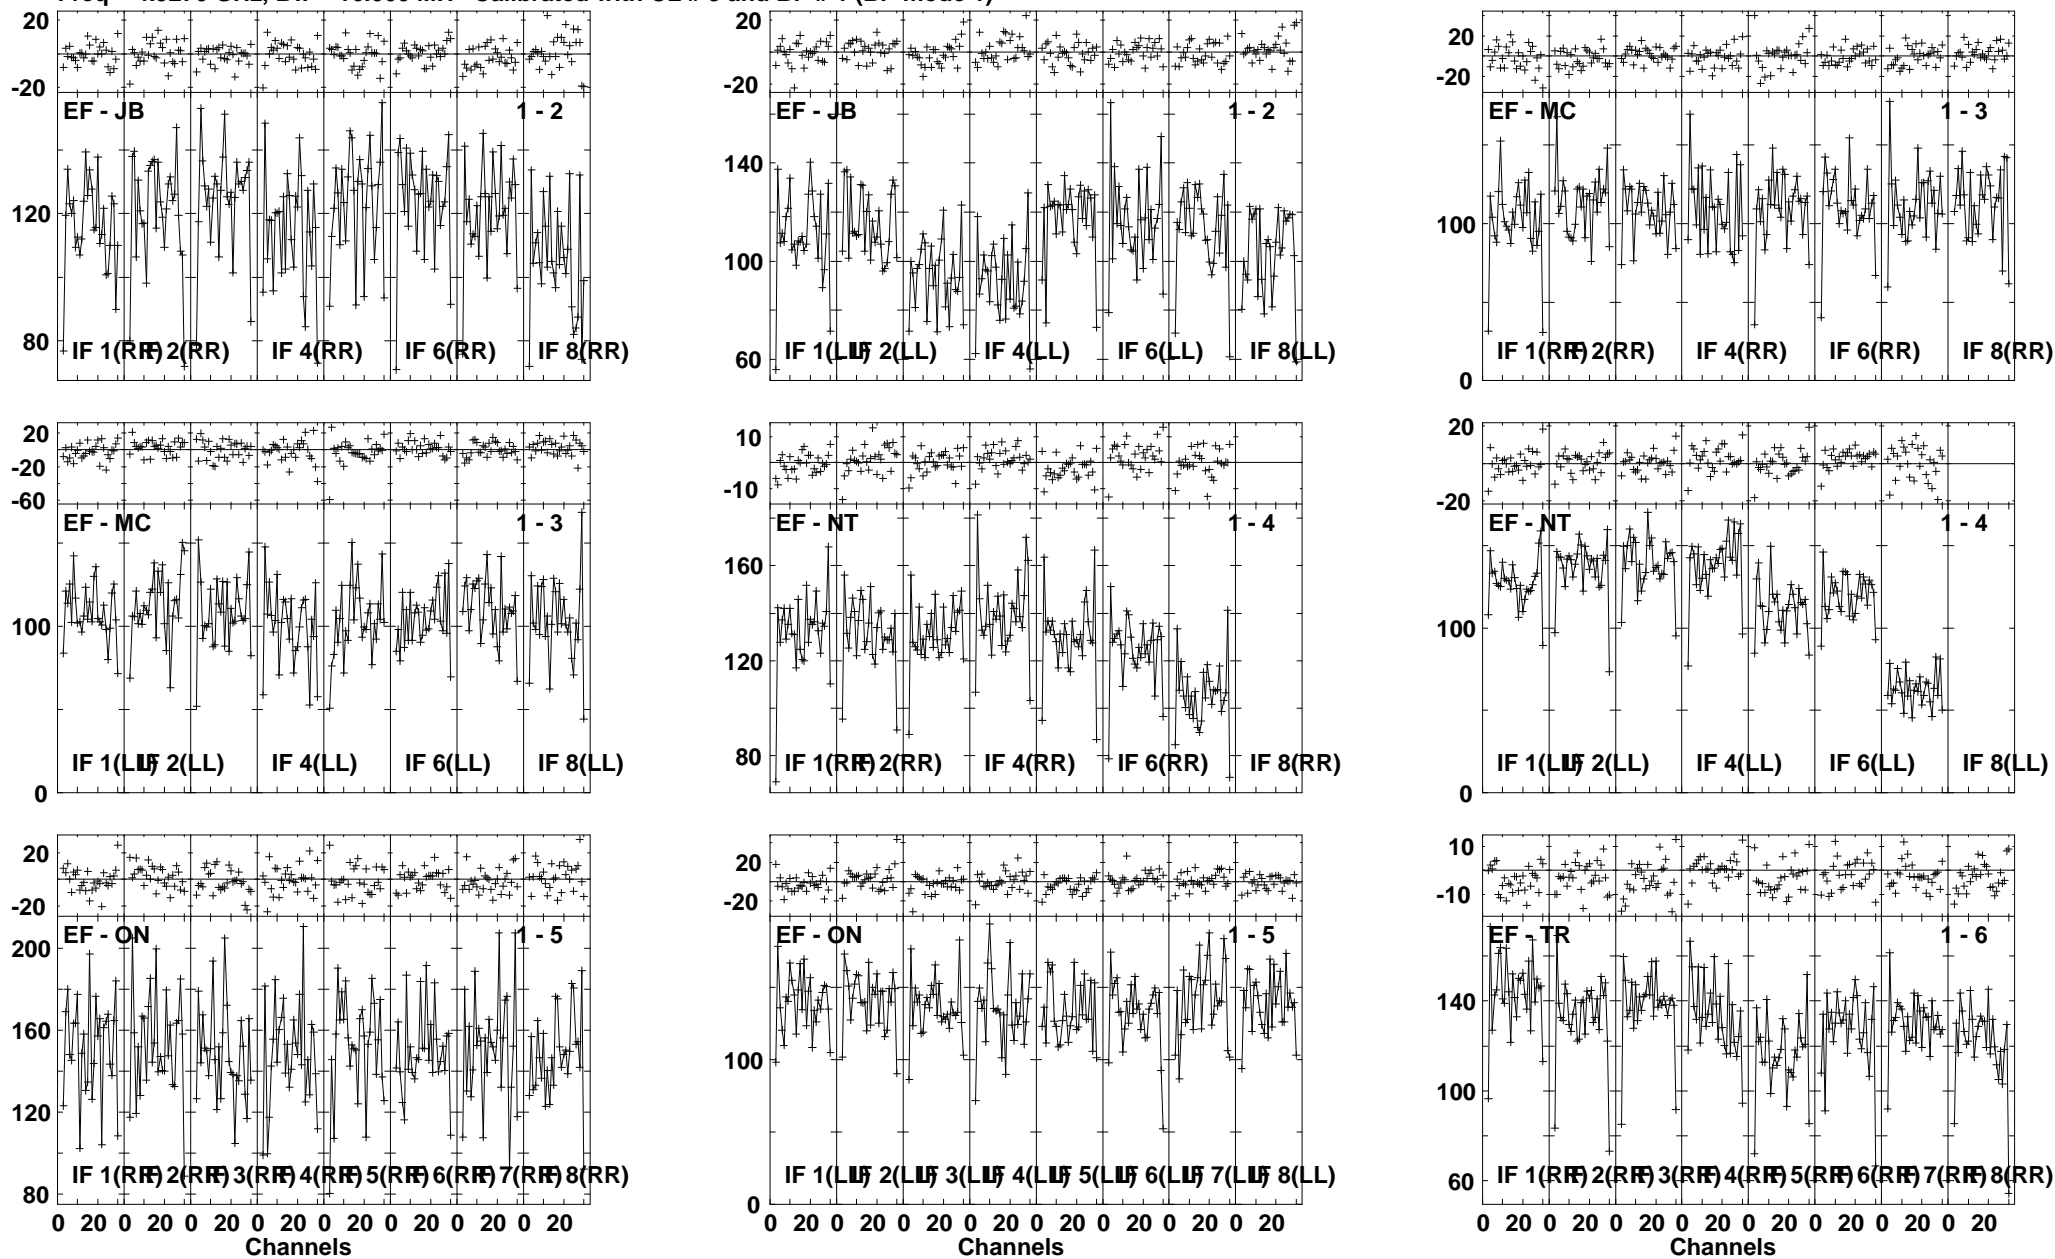 20
-20
EF - JB 1 - 2
120
80
IF 1(RR) IF 2(RR) IF 4(RR) IF 6(RR) IF 8(RR)
20
-20
EF - JB 1 - 2
140
100
60
IF 1(LL) IF 2(LL) IF 4(LL) IF 6(LL) IF 8(LL)
20
-20
EF - MC 1 - 3
100
0
IF 1(RR) IF 2(RR) IF 4(RR) IF 6(RR) IF 8(RR)
20
-20
-60
EF - MC 1 - 3
100
0
IF 1(LL) IF 2(LL) IF 4(LL) IF 6(LL) IF 8(LL)
10
-10
EF - NT 1 - 4
160
120
80
IF 1(RR) IF 2(RR) IF 4(RR) IF 6(RR) IF 8(RR)
20
-20
EF - NT 1 - 4
100
0
IF 1(LL) IF 2(LL) IF 4(LL) IF 6(LL) IF 8(LL)
20
-20
EF - ON 1 - 5
200
160
120
80
IF 1(RR) IF 2(RR) IF 3(RR) IF 4(RR) IF 5(RR) IF 6(RR) IF 7(RR) IF 8(RR)
0 20 0 20 0 20 0 20 0 20 0 20 0 20 0 20
Channels
20
-20
EF - ON 1 - 5
100
0
IF 1(LL) IF 2(LL) IF 3(LL) IF 4(LL) IF 5(LL) IF 6(LL) IF 7(LL) IF 8(LL)
0 20 0 20 0 20 0 20 0 20 0 20 0 20 0 20
Channels
10
-10
EF - TR 1 - 6
140
100
60
IF 1(RR) IF 2(RR) IF 3(RR) IF 4(RR) IF 5(RR) IF 6(RR) IF 7(RR) IF 8(RR)
0 20 0 20 0 20 0 20 0 20 0 20 0 20 0 20
Channels